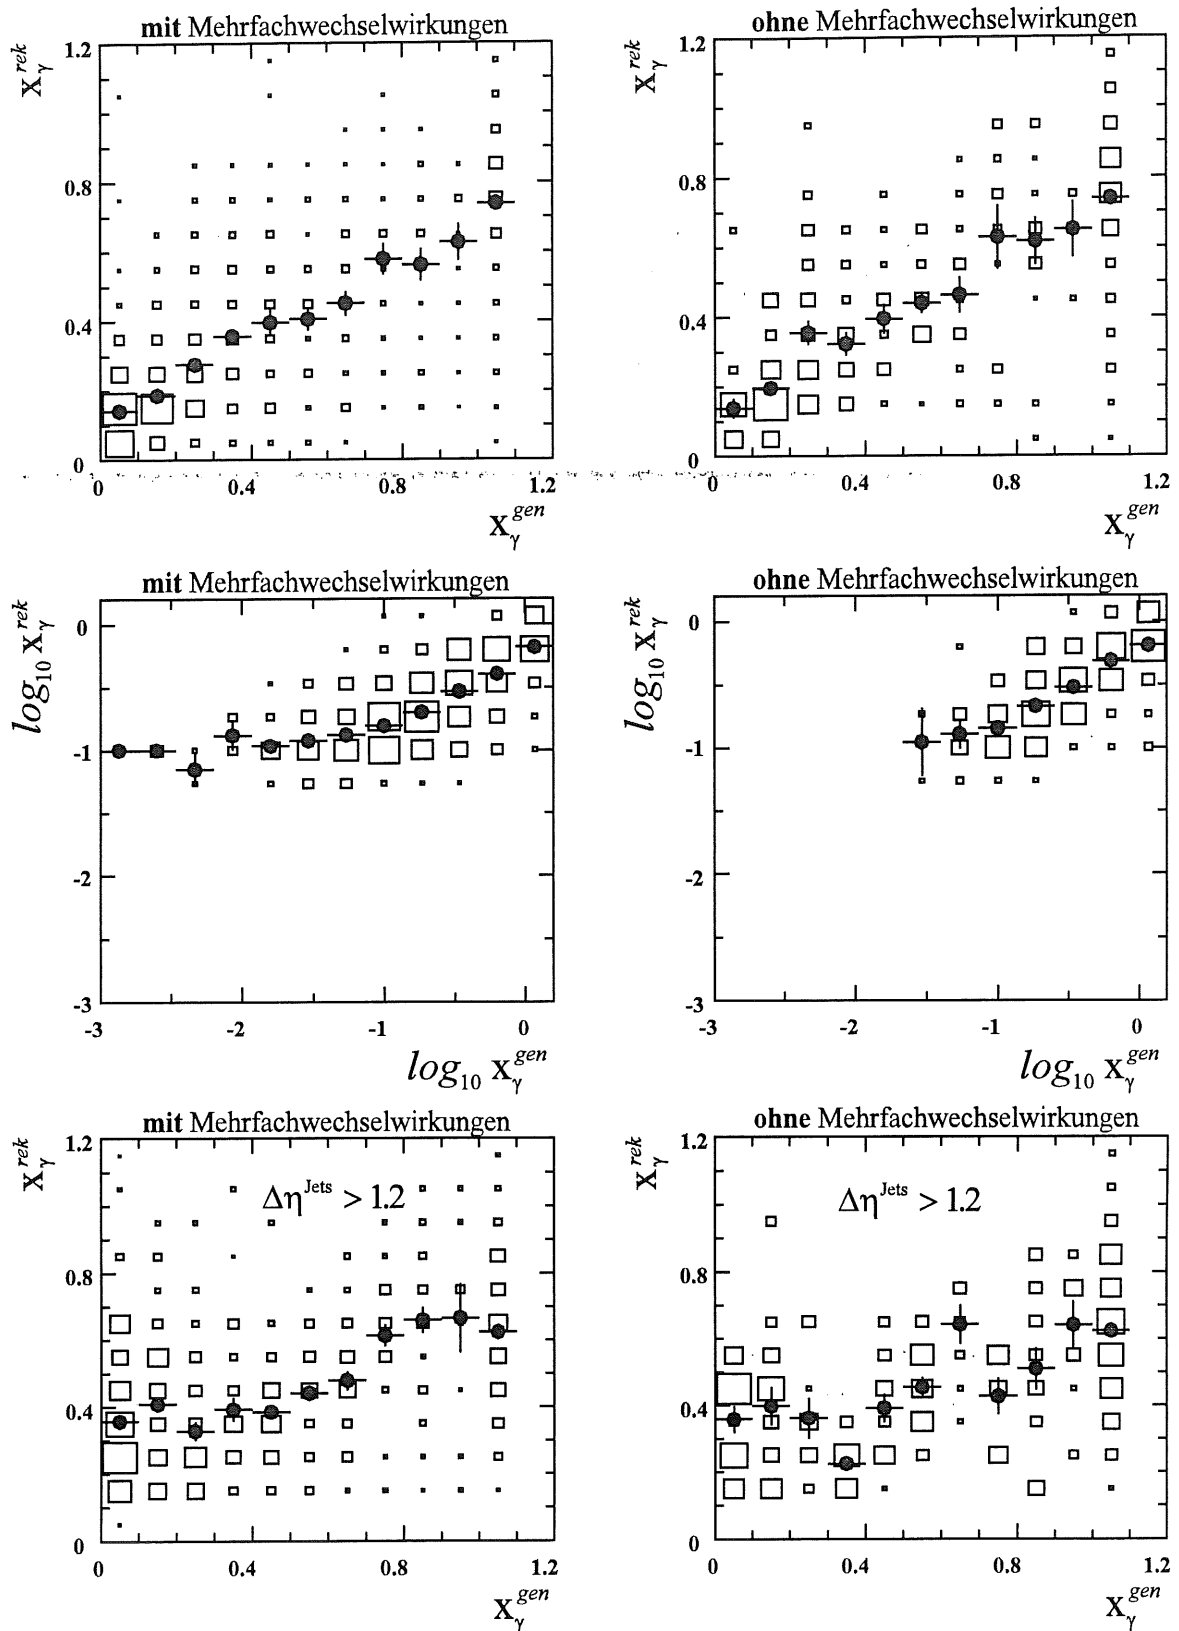 mit Mehrfachwechselwirkungen
x_γ^rek
1.2
0.8
0.4
0
0 0.4 0.8 1.2
x_γ^gen
ohne Mehrfachwechselwirkungen
x_γ^rek
1.2
0.8
0.4
0
0 0.4 0.8 1.2
x_γ^gen
mit Mehrfachwechselwirkungen
log₁₀ x_γ^rek
0
-1
-2
-3
-3 -2 -1 0
log₁₀ x_γ^gen
ohne Mehrfachwechselwirkungen
log₁₀ x_γ^rek
0
-1
-2
-3
-3 -2 -1 0
log₁₀ x_γ^gen
mit Mehrfachwechselwirkungen
x_γ^rek
1.2
Δη^Jets > 1.2
0.8
0.4
0
0 0.4 0.8 1.2
x_γ^gen
ohne Mehrfachwechselwirkungen
x_γ^rek
1.2
Δη^Jets > 1.2
0.8
0.4
0
0 0.4 0.8 1.2
x_γ^gen